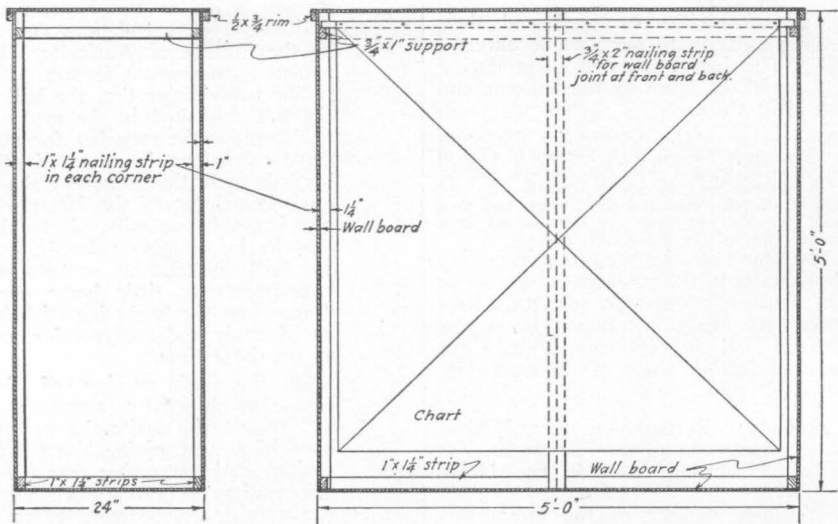 ½ x ¾ rim
¾" x 1" support
¾" x 2" nailing strip
for wall board
joint at front and back.
1" x 1¼" nailing strip
in each corner
1"
1¼"
Wall board
5'-0"
Chart
1" x 1¼" strip
Wall board
1" x 1¼" strips
24"
5'-0"